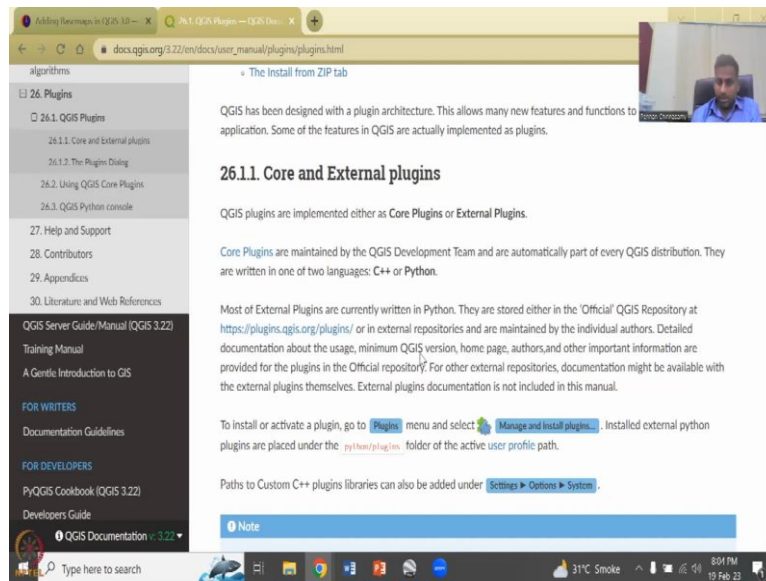 Adding Basemaps in QGIS 3.0 —
26.1. QGIS Plugins — QGIS Docu
docs.qgis.org/3.22/en/docs/user_manual/plugins/plugins.html
algorithms
26. Plugins
26.1. QGIS Plugins
26.1.1. Core and External plugins
26.1.2. The Plugins Dialog
26.2. Using QGIS Core Plugins
26.3. QGIS Python console
27. Help and Support
28. Contributors
29. Appendices
30. Literature and Web References
QGIS Server Guide/Manual (QGIS 3.22)
Training Manual
A Gentle Introduction to GIS
FOR WRITERS
Documentation Guidelines
FOR DEVELOPERS
PyQGIS Cookbook (QGIS 3.22)
Developers Guide
QGIS Documentation v: 3.22
The Install from ZIP tab
QGIS has been designed with a plugin architecture. This allows many new features and functions to
application. Some of the features in QGIS are actually implemented as plugins.
26.1.1. Core and External plugins
QGIS plugins are implemented either as Core Plugins or External Plugins.
Core Plugins are maintained by the QGIS Development Team and are automatically part of every QGIS distribution. They
are written in one of two languages: C++ or Python.
Most of External Plugins are currently written in Python. They are stored either in the 'Official' QGIS Repository at
https://plugins.qgis.org/plugins/ or in external repositories and are maintained by the individual authors. Detailed
documentation about the usage, minimum QGIS version, home page, authors,and other important information are
provided for the plugins in the Official repository. For other external repositories, documentation might be available with
the external plugins themselves. External plugins documentation is not included in this manual.
To install or activate a plugin, go to Plugins menu and select Manage and install plugins... . Installed external python
plugins are placed under the python/plugins folder of the active user profile path.
Paths to Custom C++ plugins libraries can also be added under Settings ► Options ► System .
Note
Pennan Chinnasamy
NPTEL
Type here to search
31°C Smoke
8:01 PM
19 Feb 23